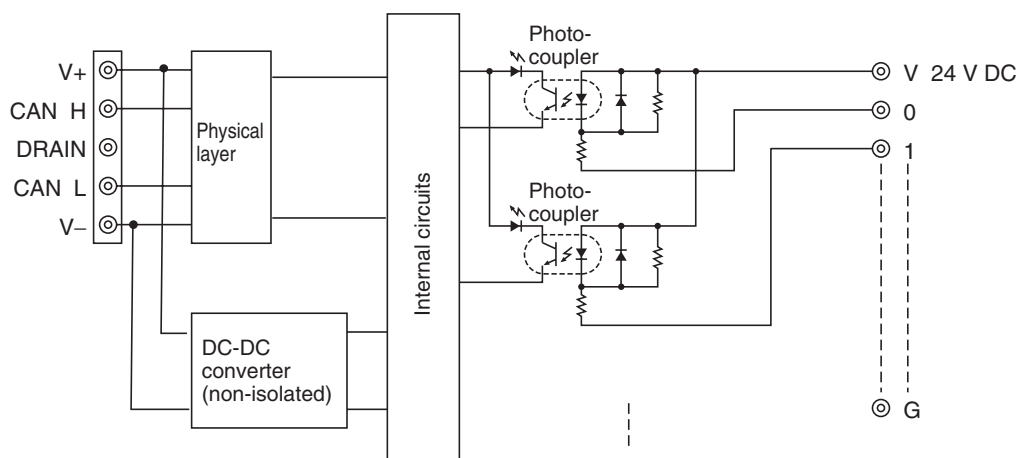 V+
CAN H
DRAIN
CAN L
V–
Physical
layer
DC-DC
converter
(non-isolated)
Internal circuits
Photo-
coupler
Photo-
coupler
V 24 V DC
0
1
G